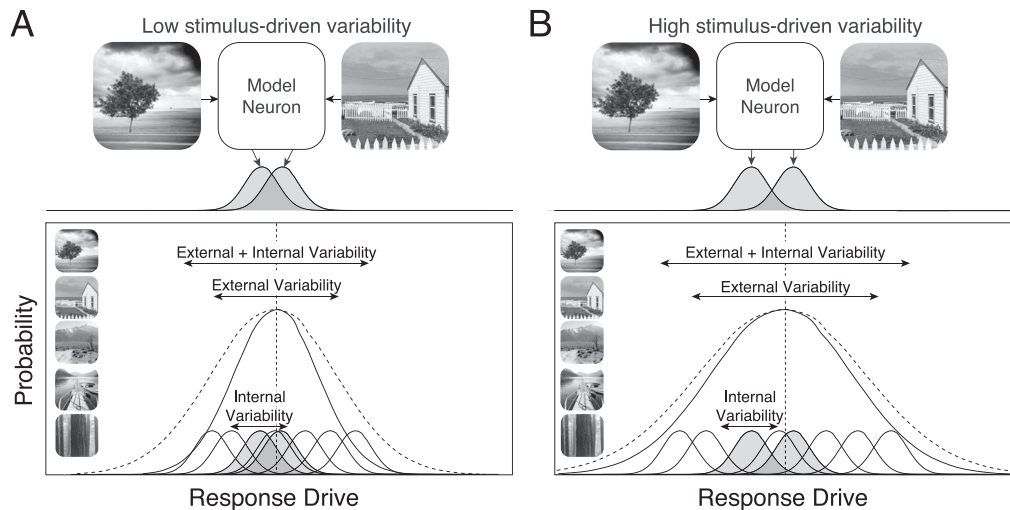 A
Low stimulus-driven variability
Model
Neuron
External + Internal Variability
External Variability
Internal
Variability
Probability
Response Drive
B
High stimulus-driven variability
Model
Neuron
External + Internal Variability
External Variability
Internal
Variability
Response Drive